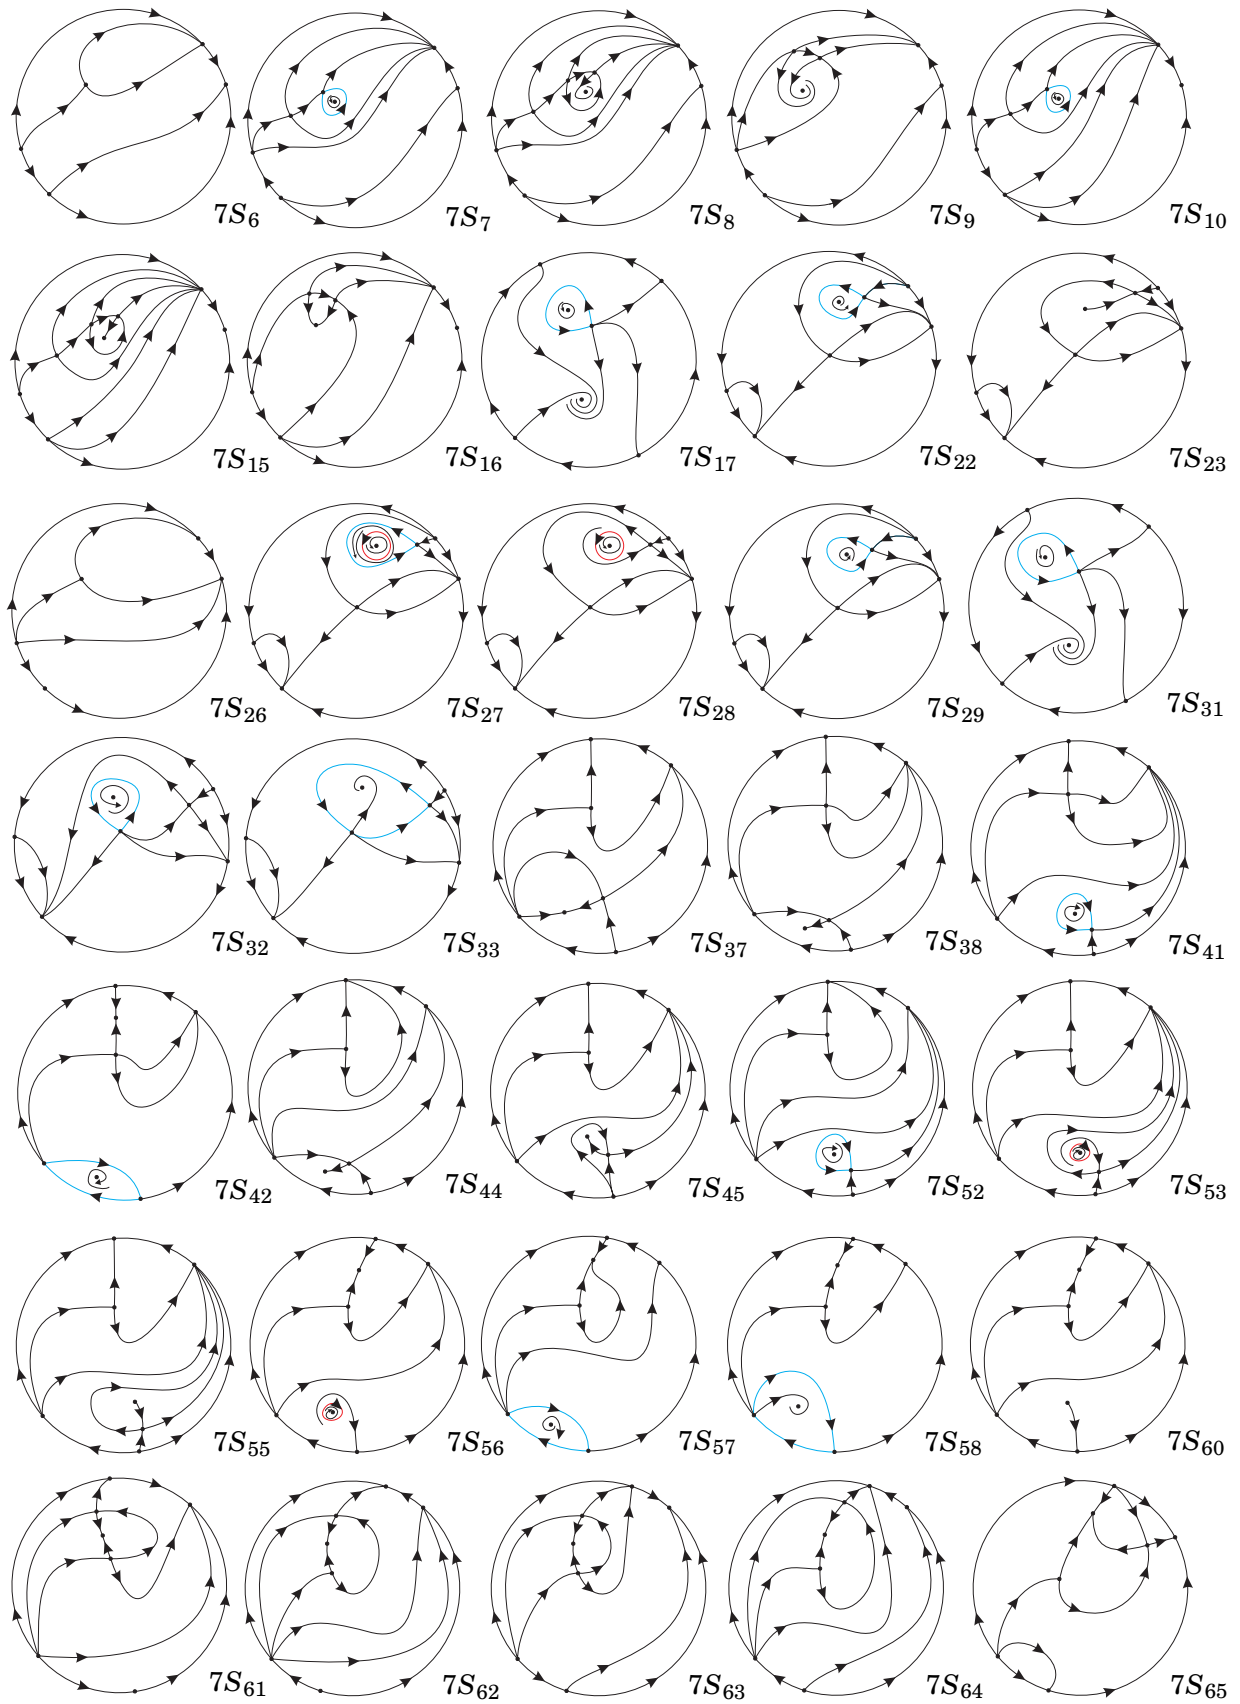 7S₆ 7S₇ 7S₈ 7S₉ 7S₁₀
7S₁₅ 7S₁₆ 7S₁₇ 7S₂₂ 7S₂₃
7S₂₆ 7S₂₇ 7S₂₈ 7S₂₉ 7S₃₁
7S₃₂ 7S₃₃ 7S₃₇ 7S₃₈ 7S₄₁
7S₄₂ 7S₄₄ 7S₄₅ 7S₅₂ 7S₅₃
7S₅₅ 7S₅₆ 7S₅₇ 7S₅₈ 7S₆₀
7S₆₁ 7S₆₂ 7S₆₃ 7S₆₄ 7S₆₅